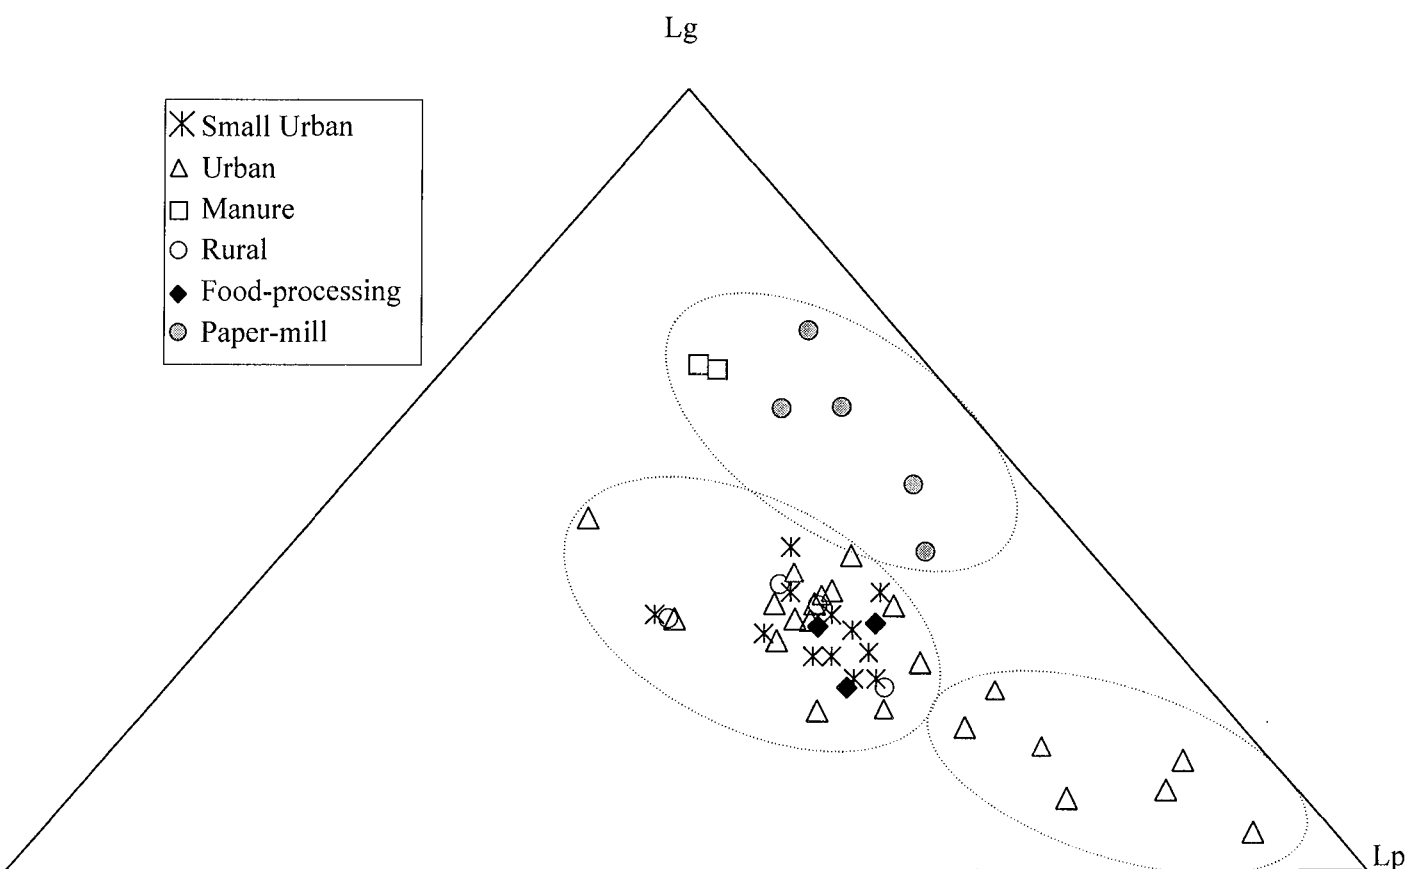 Lg
Small Urban
Urban
Manure
Rural
Food-processing
Paper-mill
Lp